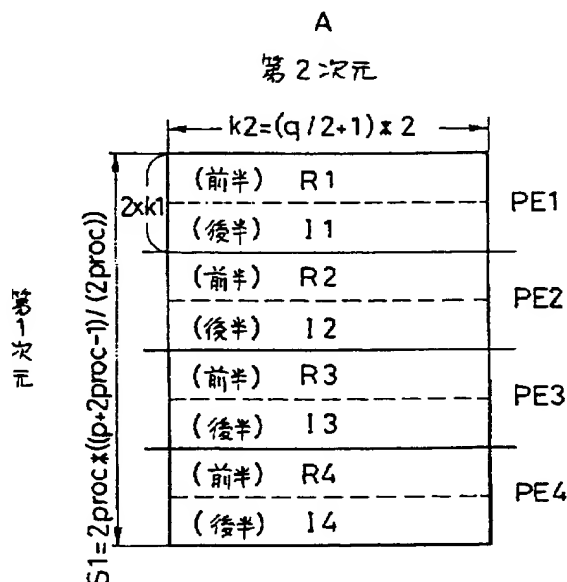 A
第2次元
k2=(q/2+1)*2
2xk1
(前半) R1
(後半) I1
PE1
(前半) R2
(後半) I2
PE2
(前半) R3
(後半) I3
PE3
(前半) R4
(後半) I4
PE4
第1次元
S1=2proc*((p+2proc-1)/(2proc))